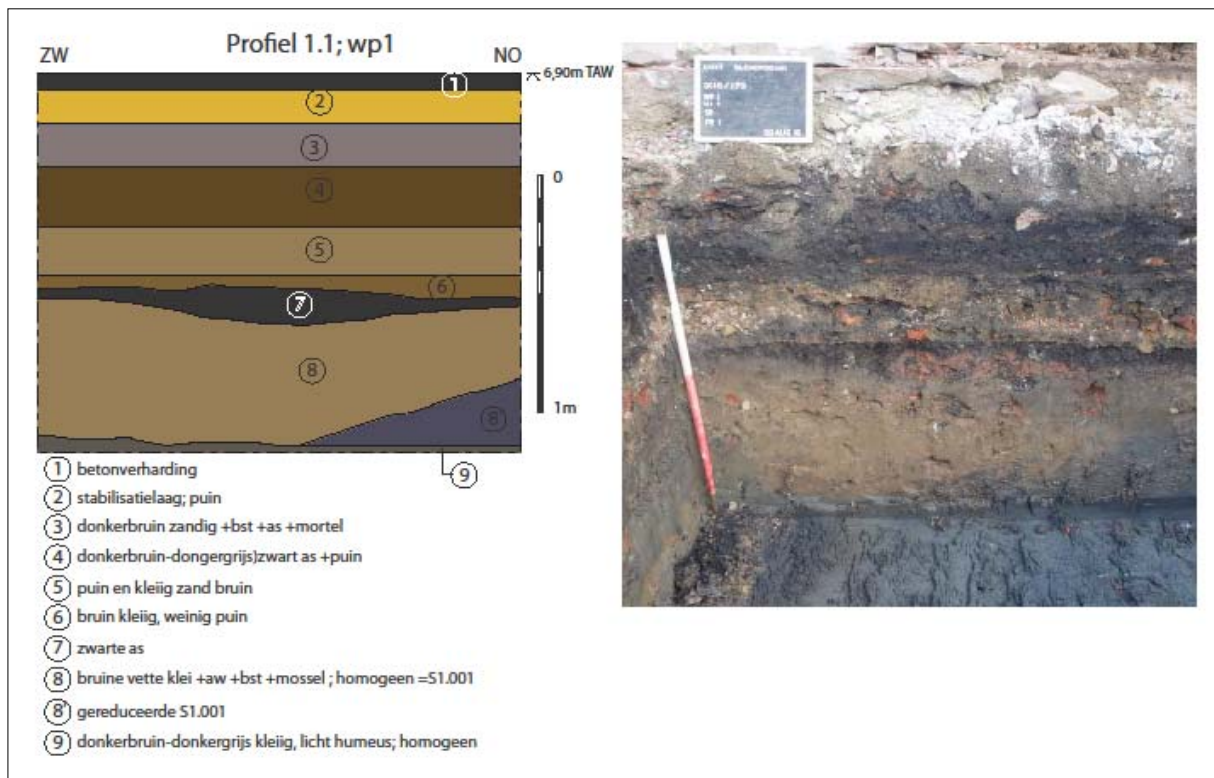 Profiel 1.1; wp1
ZW
NO
6,90m TAW
1
2
3
4
5
6
7
8
8
9
0
1m
1 betonverharding
2 stabilisatielaag; puin
3 donkerbruin zandig +bst +as +mortel
4 donkerbruin-dongergrijs)zwart as +puin
5 puin en kleiig zand bruin
6 bruin kleiig, weinig puin
7 zwarte as
8 bruine vette klei +aw +bst +mossel ; homogeen =S1.001
8' gereduceerde S1.001
9 donkerbruin-donkergrijs kleiig, licht humeus; homogeen
WP 1